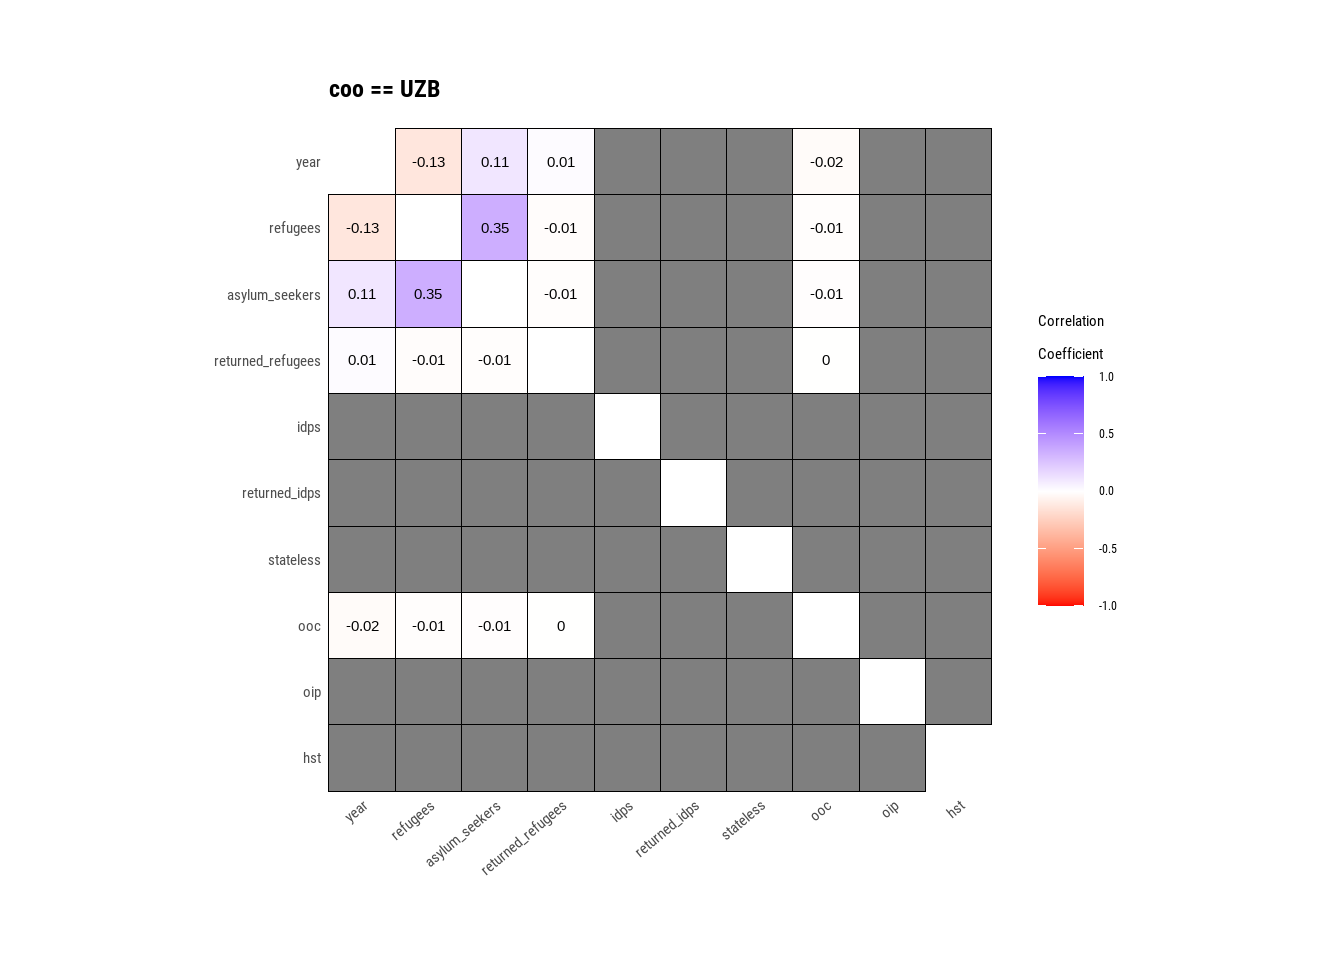 coo == UZB
year -0.13 0.11 0.01 -0.02
refugees -0.13 0.35 -0.01 -0.01
asylum_seekers 0.11 0.35 -0.01 -0.01
returned_refugees 0.01 -0.01 -0.01 0
idps
returned_idps
stateless
ooc -0.02 -0.01 -0.01 0
oip
hst
year refugees asylum_seekers returned_refugees idps returned_idps stateless ooc oip hst
Correlation
Coefficient
1.0
0.5
0.0
-0.5
-1.0